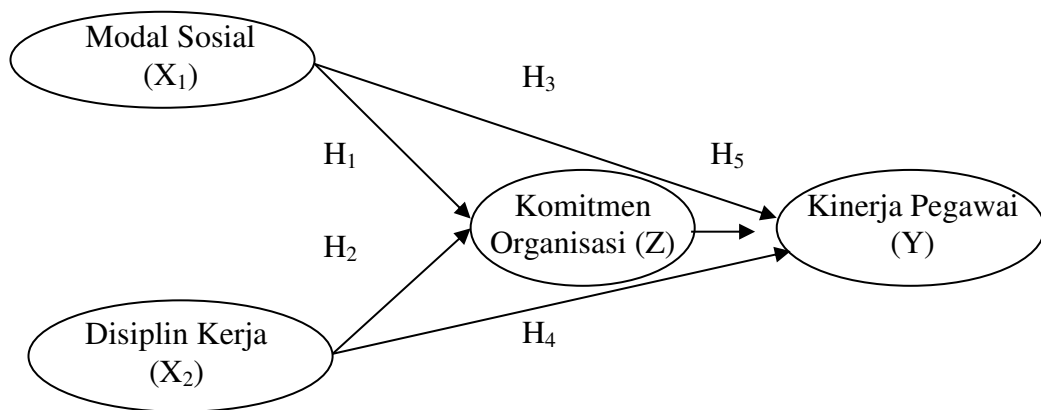 Modal Sosial
(X₁)
H₃
H₁
H₅
Komitmen
Organisasi (Z)
Kinerja Pegawai
(Y)
H₂
Disiplin Kerja
(X₂)
H₄